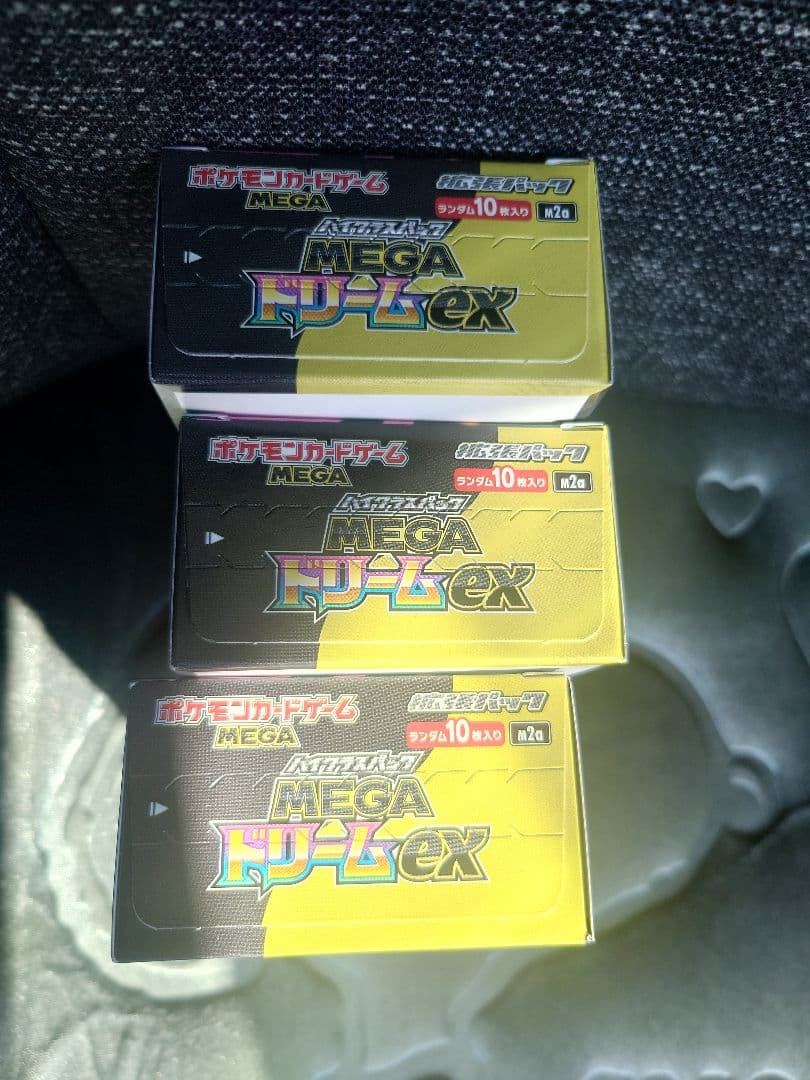 ポケモンカードゲーム
MEGA
拡張パック
ランダム10枚入り m2a
ハイクラスパック
MEGA
ドリームex
ポケモンカードゲーム
MEGA
拡張パック
ランダム10枚入り m2a
ハイクラスパック
MEGA
ドリームex
ポケモンカードゲーム
MEGA
拡張パック
ランダム10枚入り m2a
ハイクラスパック
MEGA
ドリームex